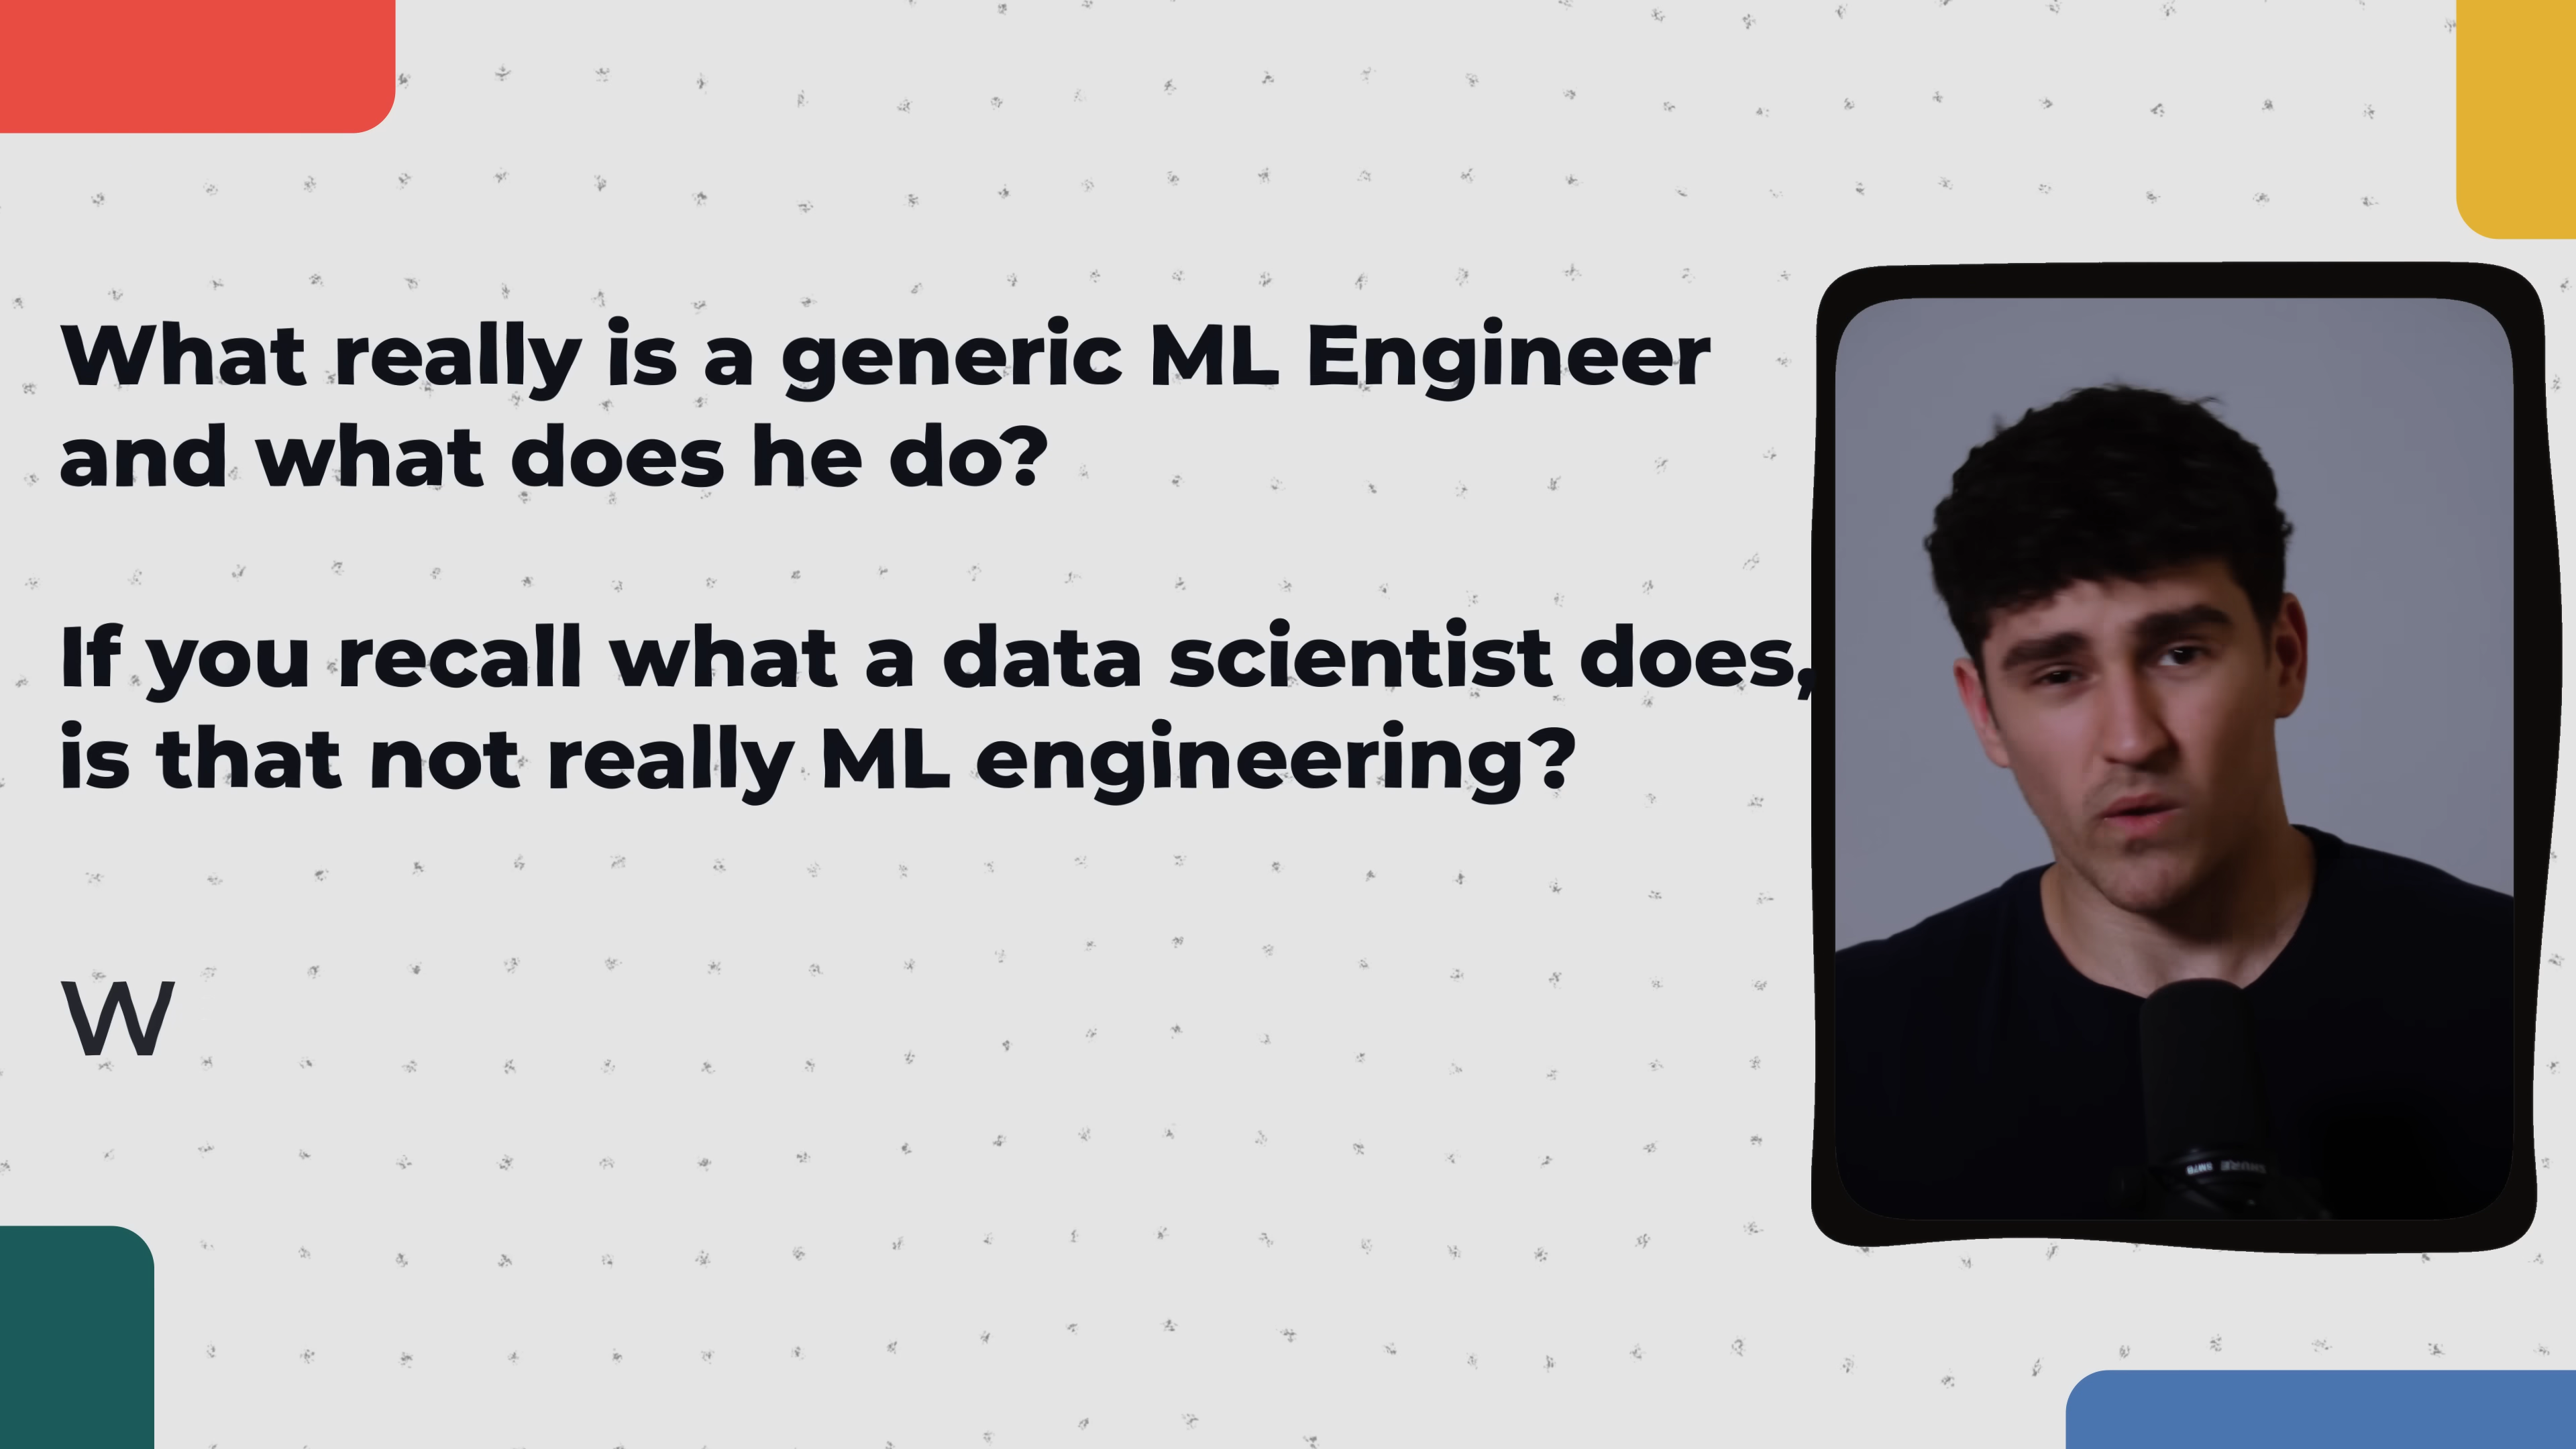 What really is a generic ML Engineer
and what does he do?
If you recall what a data scientist does,
is that not really ML engineering?
W